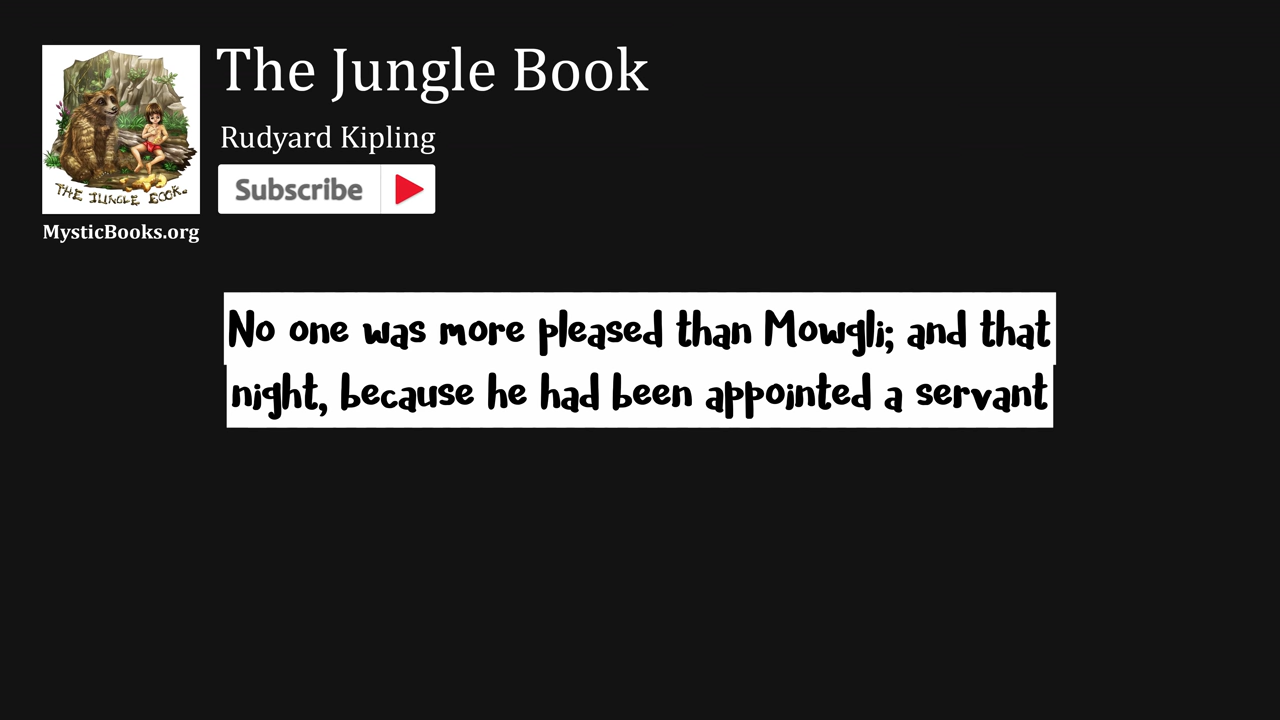 The Jungle Book
Rudyard Kipling
Subscribe
THE JUNGLE BOOK.
MysticBooks.org
No one was more pleased than Mowgli; and that
night, because he had been appointed a servant